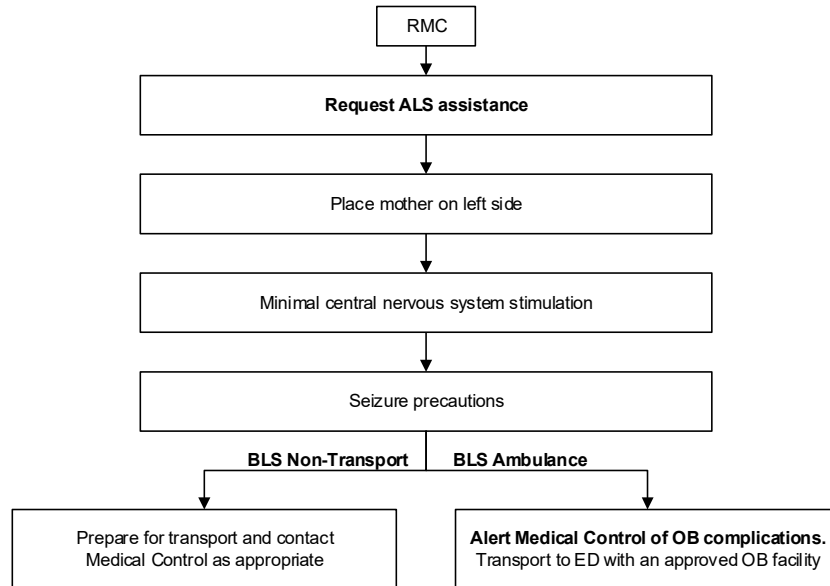 RMC
Request ALS assistance
Place mother on left side
Minimal central nervous system stimulation
Seizure precautions
BLS Non-Transport
BLS Ambulance
Prepare for transport and contact
Medical Control as appropriate
Alert Medical Control of OB complications.
Transport to ED with an approved OB facility